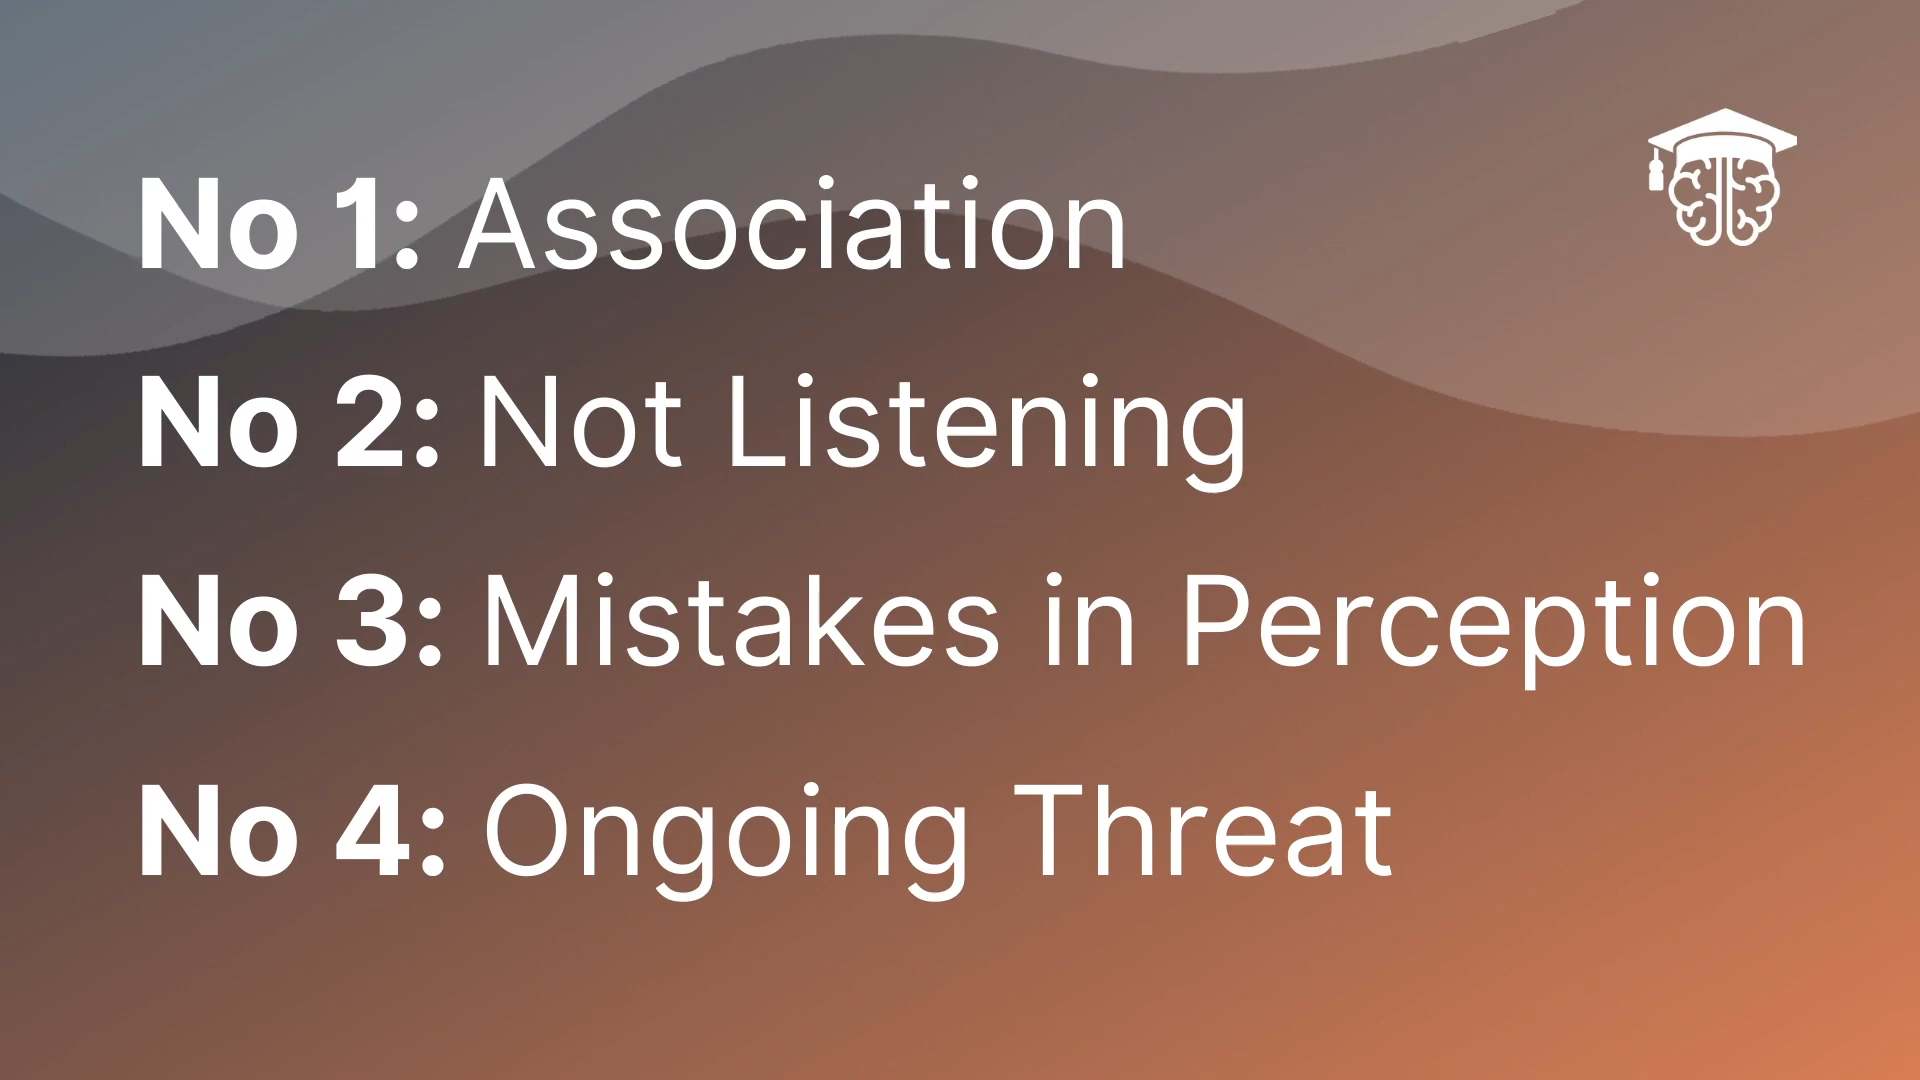 No 1: Association
No 2: Not Listening
No 3: Mistakes in Perception
No 4: Ongoing Threat